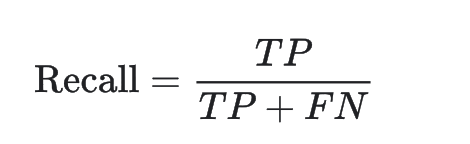 Recall = TP / (TP + FN)